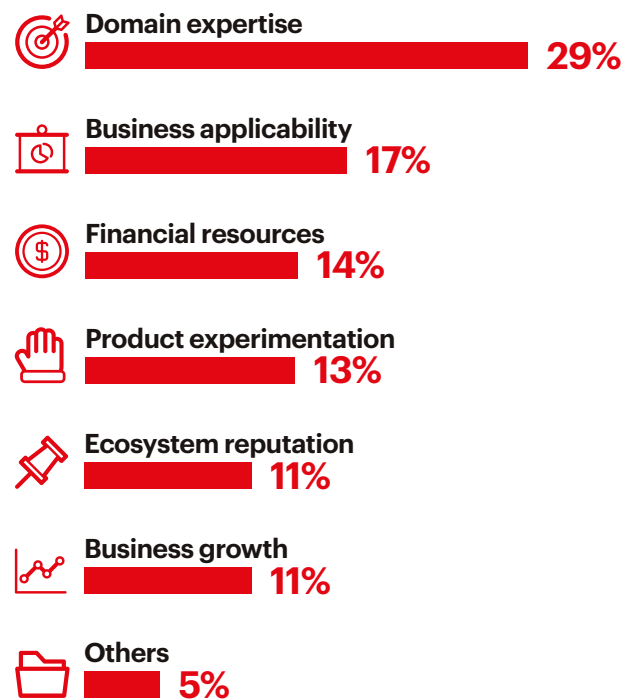 Domain expertise
29%
Business applicability
17%
$
Financial resources
14%
Product experimentation
13%
Ecosystem reputation
11%
Business growth
11%
Others
5%